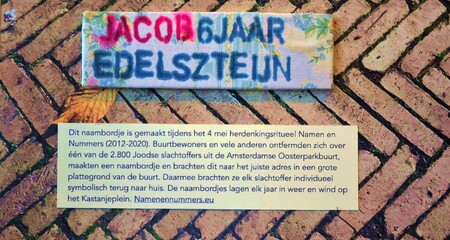 JACOB 6 JAAR
EDELSZTEIJN
Dit naambordje is gemaakt tijdens het 4 mei herdenkingsritueel Namen en
Nummers (2012-2020). Buurtbewoners en vele anderen ontfermden zich over
één van de 2.800 Joodse slachtoffers uit de Amsterdamse Oosterparkbuurt,
maakten een naambordje en brachten dit naar het juiste adres in een grote
plattegrond van de buurt. Daarmee brachten ze elk slachtoffer individueel
symbolisch terug naar huis. De naambordjes lagen elk jaar in weer en wind op
het Kastanjeplein. Namenennummers.eu